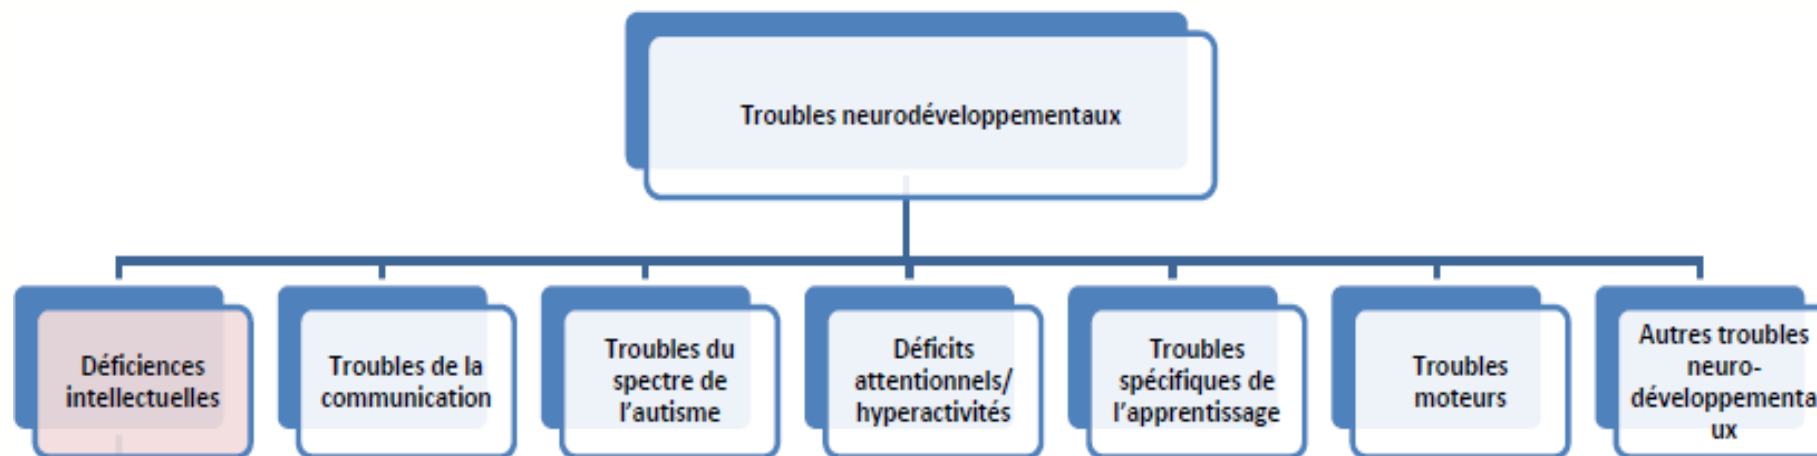 Troubles neurodéveloppementaux
Déficiences
intellectuelles
Troubles de la
communication
Troubles du
spectre de
l'autisme
Déficits
attentionnels/
hyperactivités
Troubles
spécifiques de
l'apprentissage
Troubles
moteurs
Autres troubles
neuro-
développementa
ux